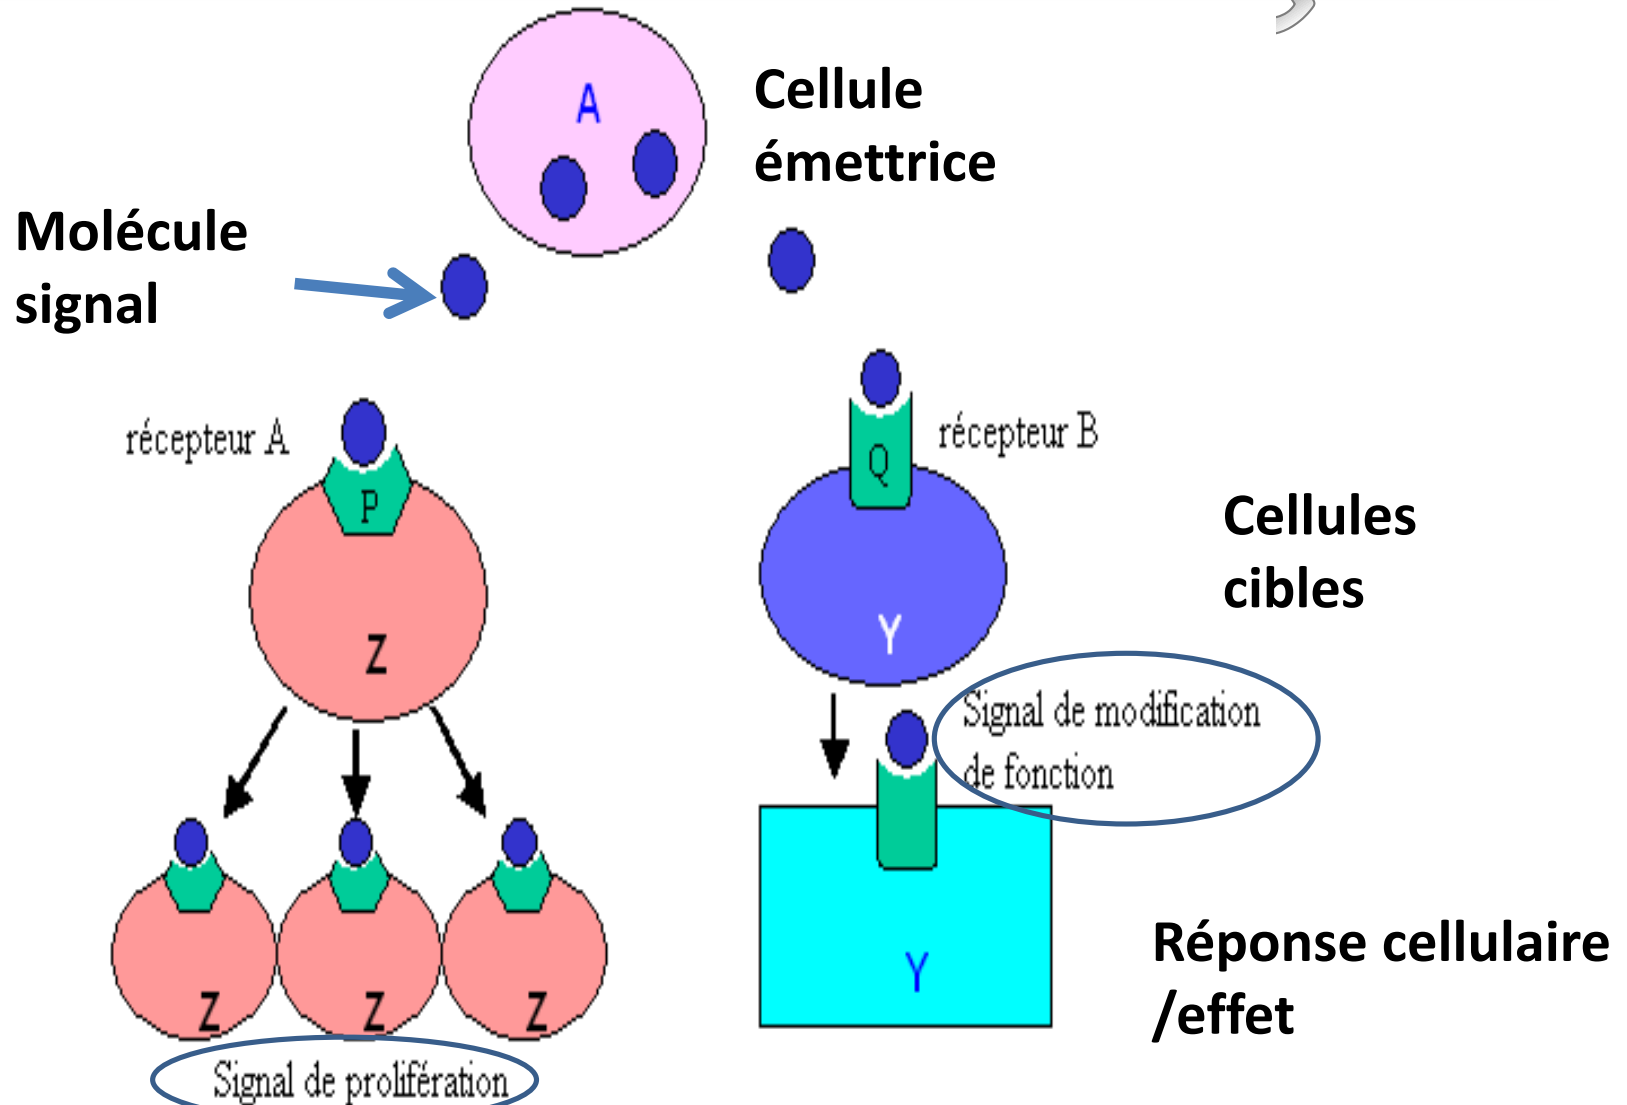 A
Cellule
émettrice
Molécule
signal
récepteur A
P
Z
récepteur B
Q
Y
Cellules
cibles
Signal de modification
de fonction
Y
Z
Z
Z
Signal de prolifération
Réponse cellulaire
/effet